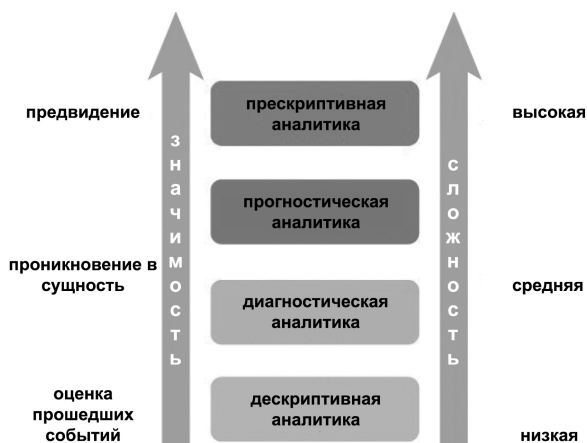 предвидение
прескриптивная
аналитика
высокая
значимость
сложность
прогностическая
аналитика
проникновение в
сущность
диагностическая
аналитика
средняя
оценка
прошедших
событий
дескриптивная
аналитика
низкая